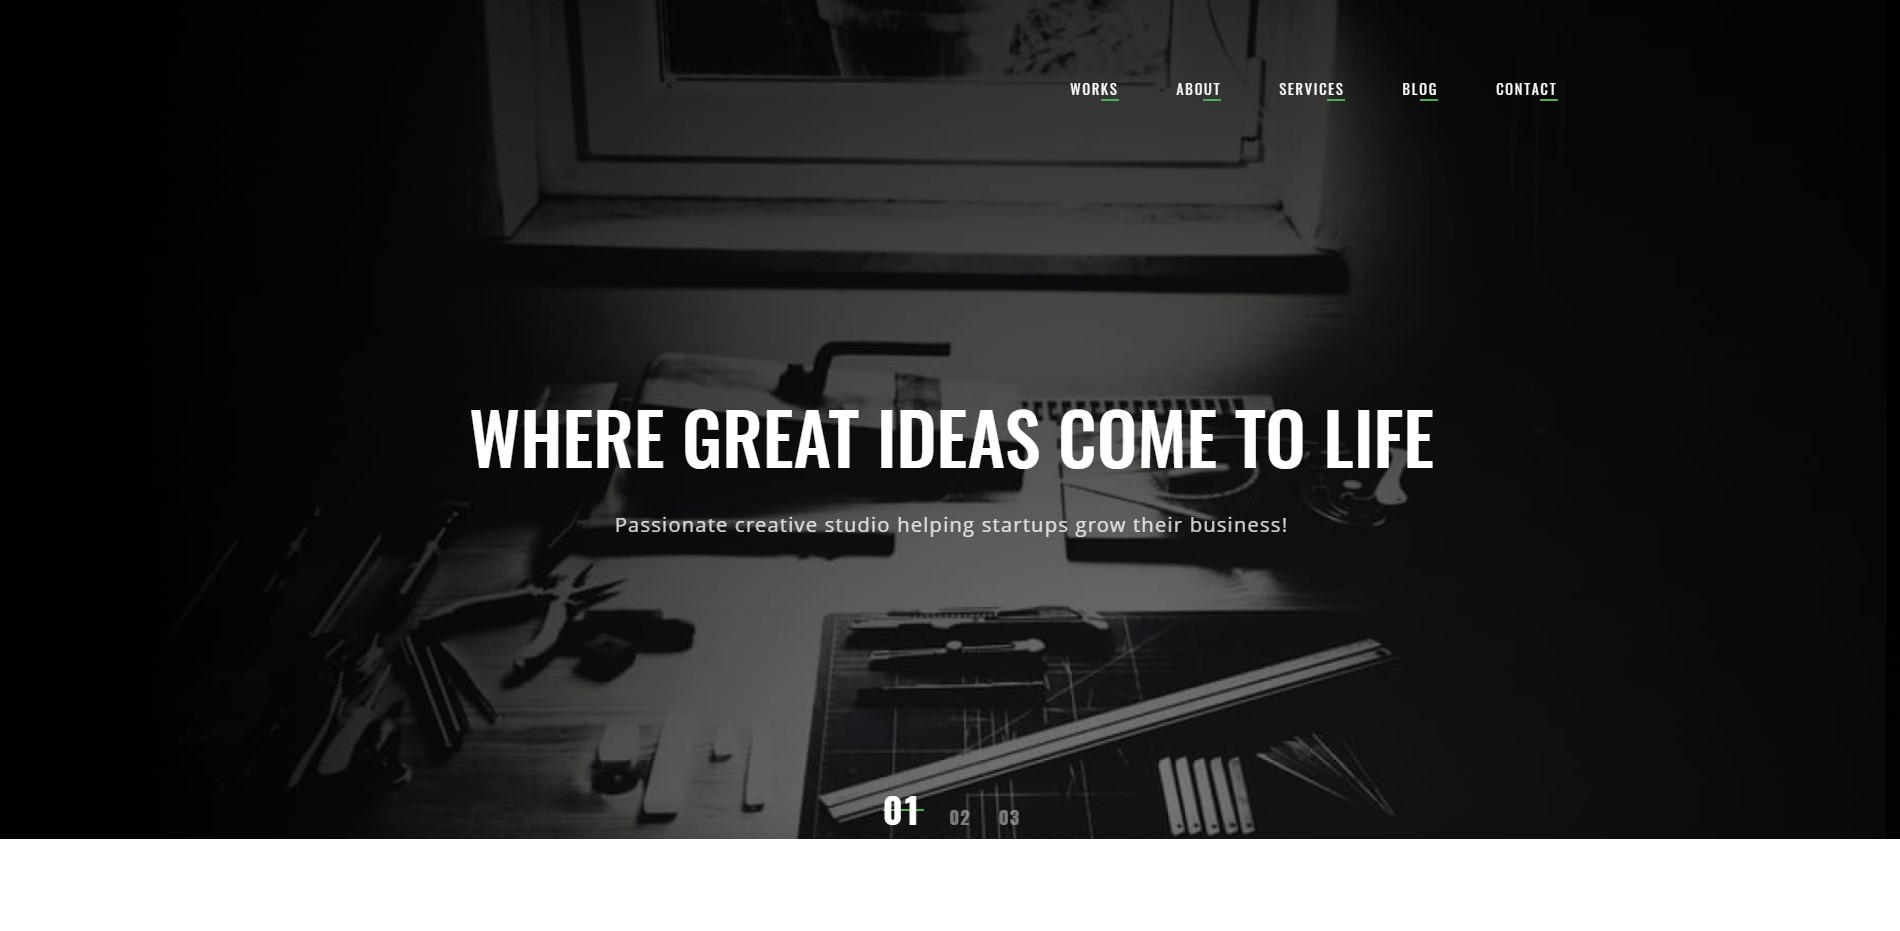 WORKS ABOUT SERVICES BLOG CONTACT
WHERE GREAT IDEAS COME TO LIFE
Passionate creative studio helping startups grow their business!
01 02 03